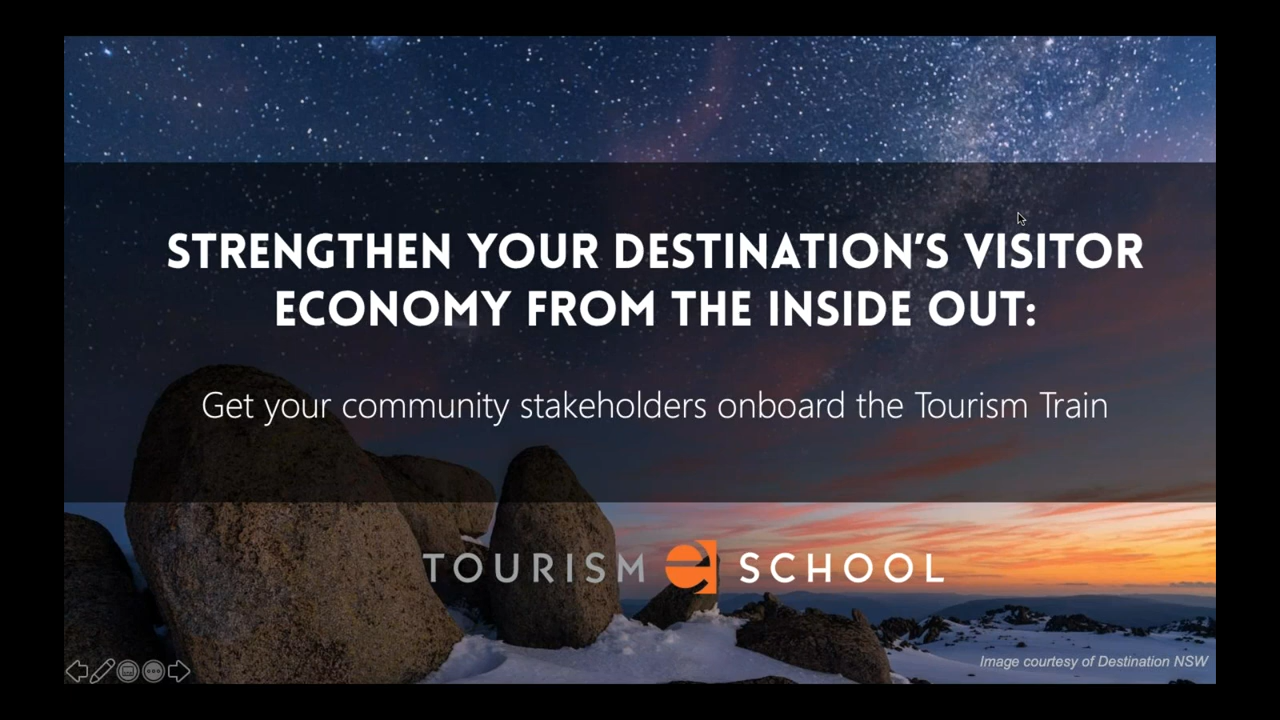 STRENGTHEN YOUR DESTINATION'S VISITOR
ECONOMY FROM THE INSIDE OUT:
Get your community stakeholders onboard the Tourism Train
TOURISM e SCHOOL
Image courtesy of Destination NSW